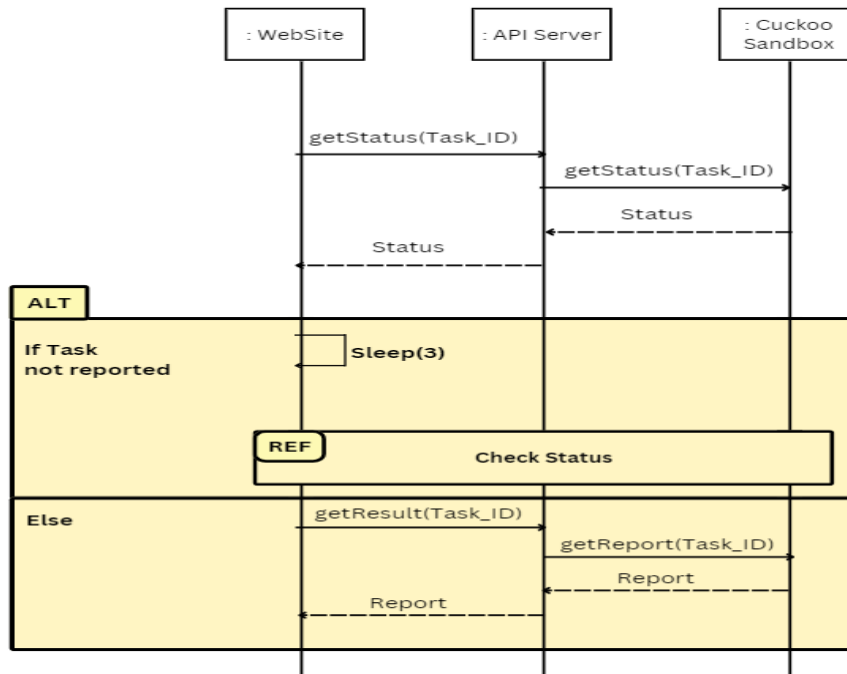 : WebSite
: API Server
: Cuckoo
Sandbox
getStatus(Task_ID)
getStatus(Task_ID)
Status
Status
ALT
If Task
not reported
Sleep(3)
REF
Check Status
Else
getResult(Task_ID)
getReport(Task_ID)
Report
Report